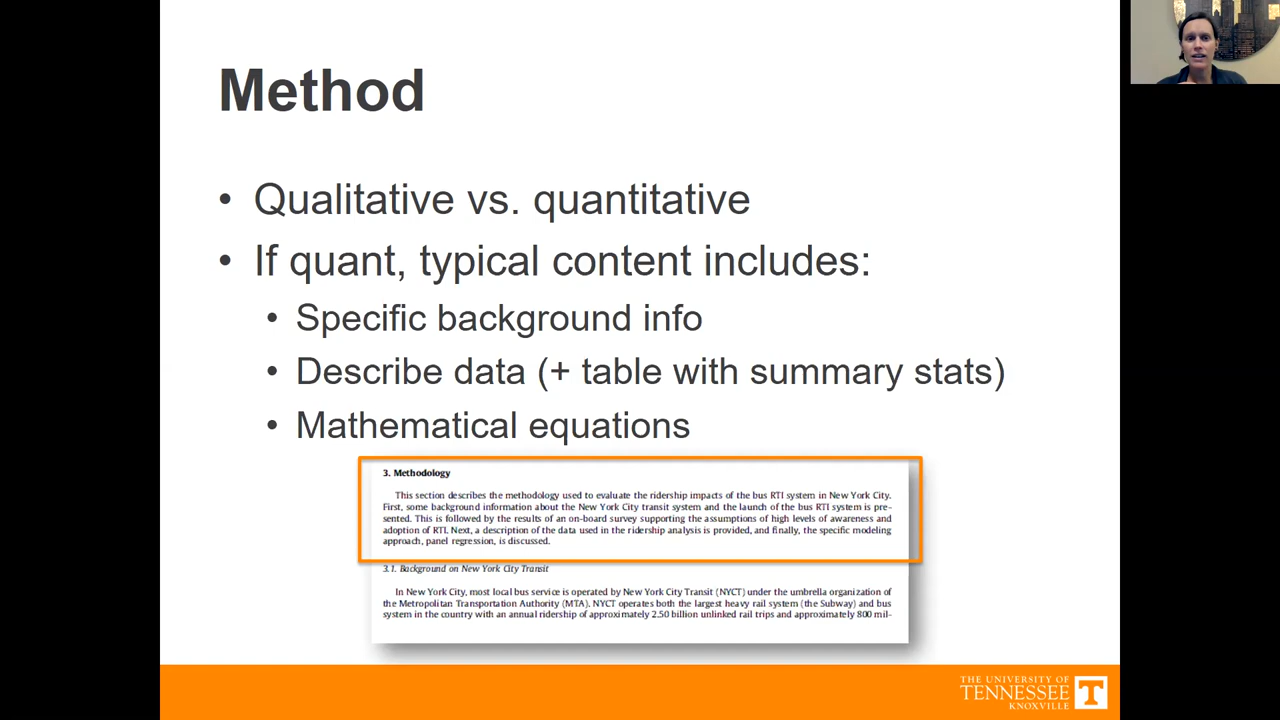 Method
• Qualitative vs. quantitative
• If quant, typical content includes:
• Specific background info
• Describe data (+ table with summary stats)
• Mathematical equations
3. Methodology
This section describes the methodology used to evaluate the ridership impacts of the bus RTI system in New York City.
First, some background information about the New York City transit system and the launch of the bus RTI system is pre-
sented. This is followed by the results of an on-board survey supporting the assumptions of high levels of awareness and
adoption of RTI. Next, a description of the data used in the ridership analysis is provided, and finally, the specific modeling
approach, panel regression, is discussed.
3.1. Background on New York City Transit
In New York City, most local bus service is operated by New York City Transit (NYCT) under the umbrella organization of
the Metropolitan Transportation Authority (MTA). NYCT operates both the largest heavy rail system (the Subway) and bus
system in the country with an annual ridership of approximately 2.50 billion unlinked rail trips and approximately 800 mil-
THE UNIVERSITY OF
TENNESSEE
KNOXVILLE
T